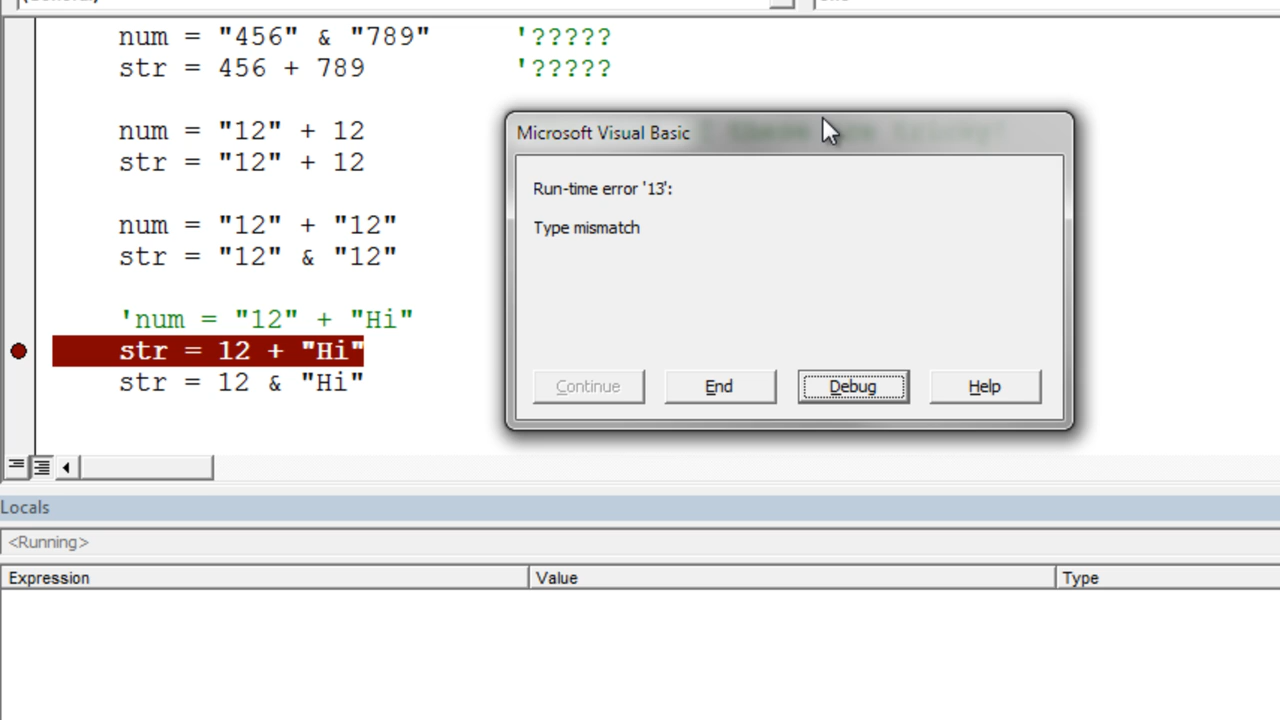 num = "456" & "789" '?????
str = 456 + 789 '?????
num = "12" + 12
str = "12" + 12
num = "12" + "12"
str = "12" & "12"
'num = "12" + "Hi"
str = 12 + "Hi"
str = 12 & "Hi"
Microsoft Visual Basic
Run-time error '13':
Type mismatch
Continue End Debug Help
Locals
<Running>
Expression Value Type